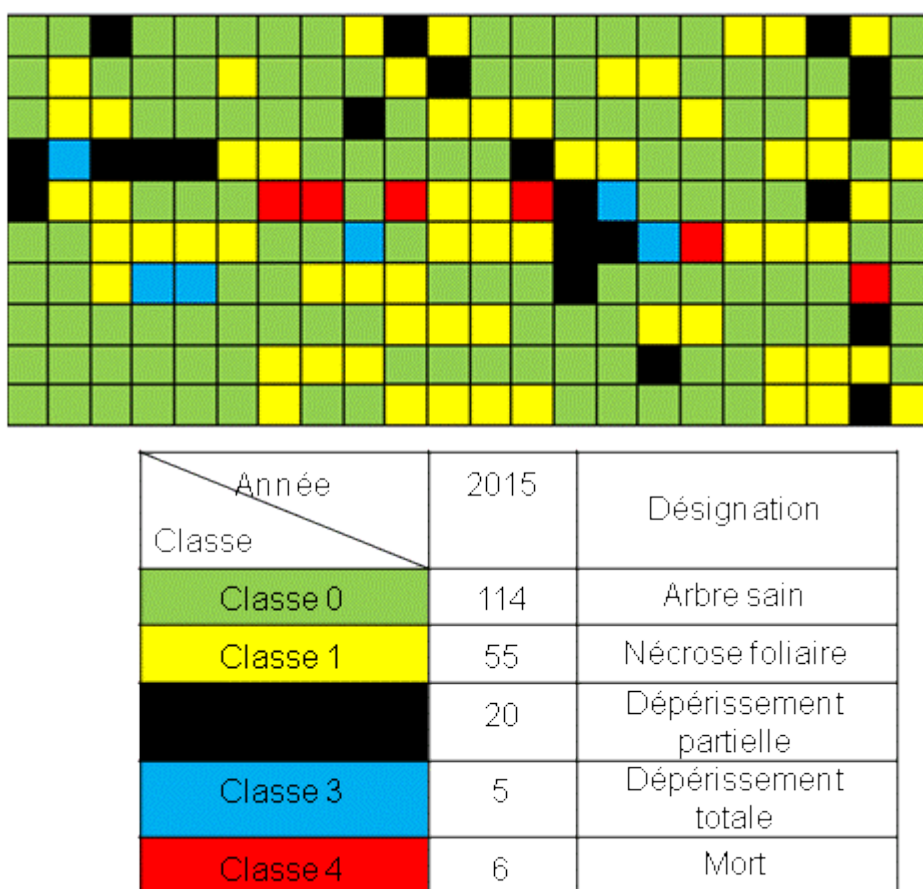 Année
2015
Désignation
Classe
Classe 0
114
Arbre sain
Classe 1
55
Nécrose foliaire
20
Dépérissement
partielle
Classe 3
5
Dépérissement
totale
Classe 4
6
Mort